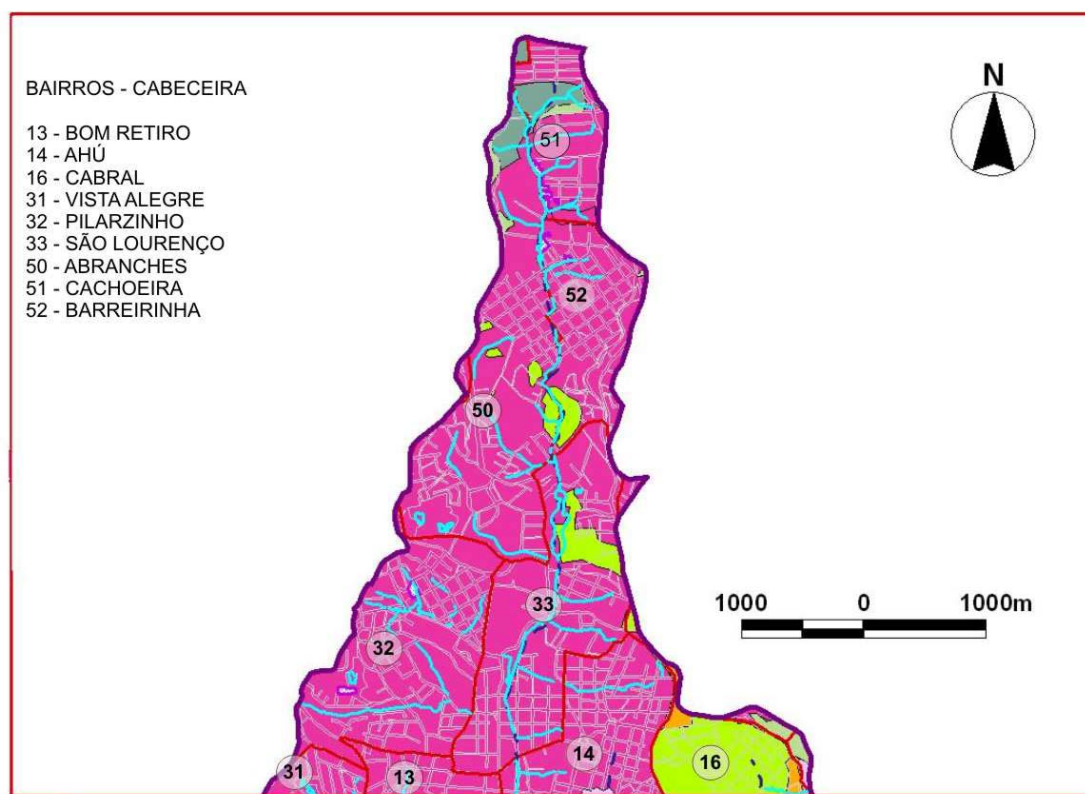 BAIRROS - CABECEIRA
13 - BOM RETIRO
14 - AHÚ
16 - CABRAL
31 - VISTA ALEGRE
32 - PILARZINHO
33 - SÃO LOURENÇO
50 - ABRANCHES
51 - CACHOEIRA
52 - BARREIRINHA
N
51
52
50
33
1000 0 1000m
32
14
16
31
13